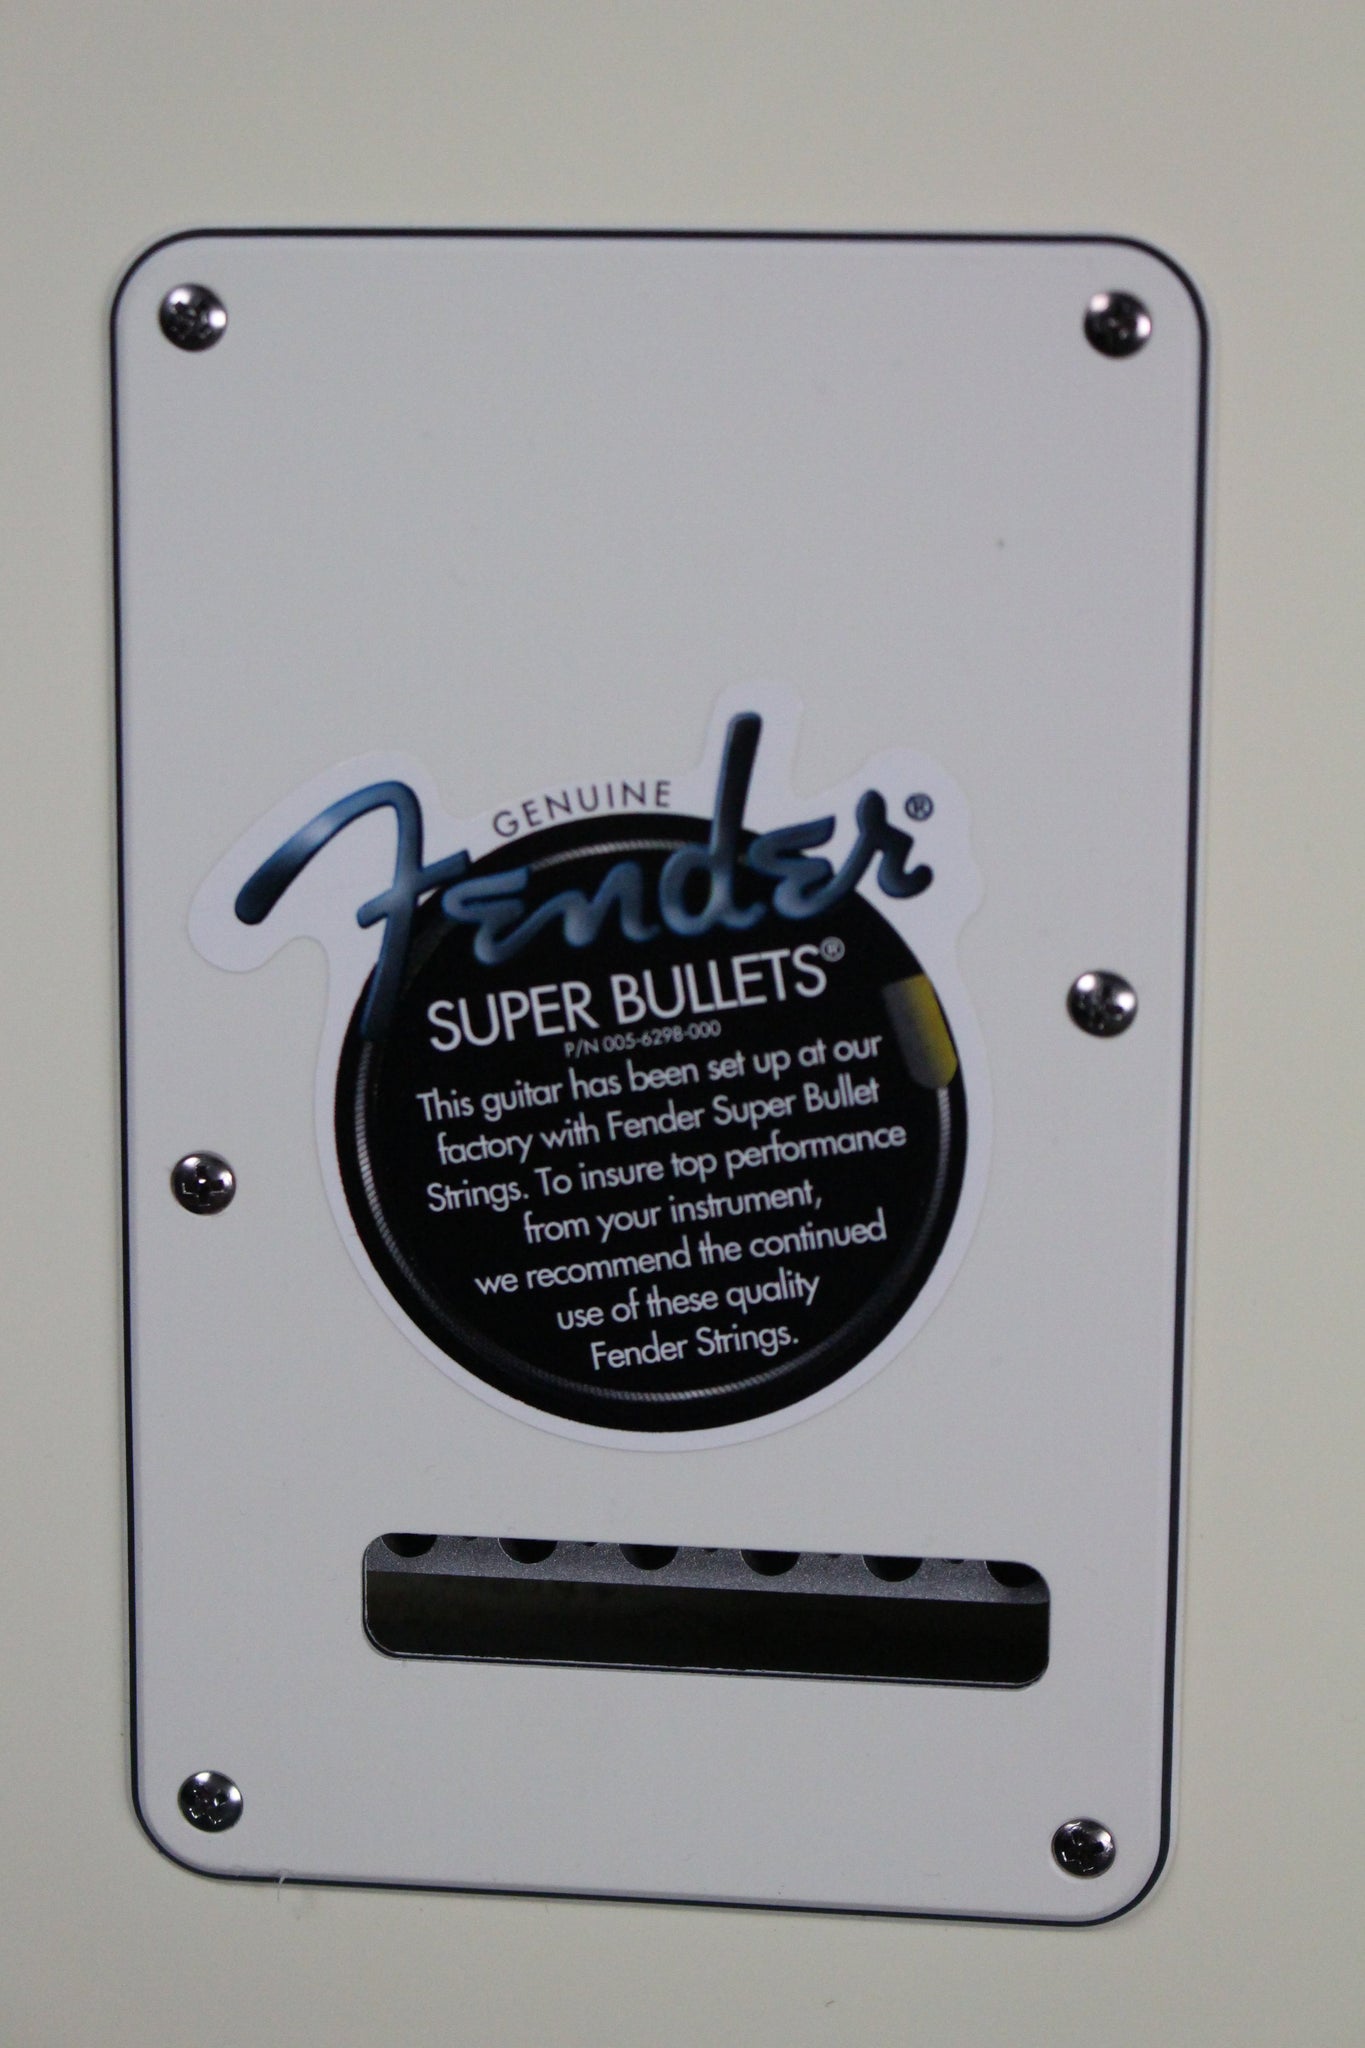 GENUINE
Fender®
SUPER BULLETS®
P/N 005-6298-000
This guitar has been set up at our
factory with Fender Super Bullet
Strings. To insure top performance
from your instrument,
we recommend the continued
use of these quality
Fender Strings.